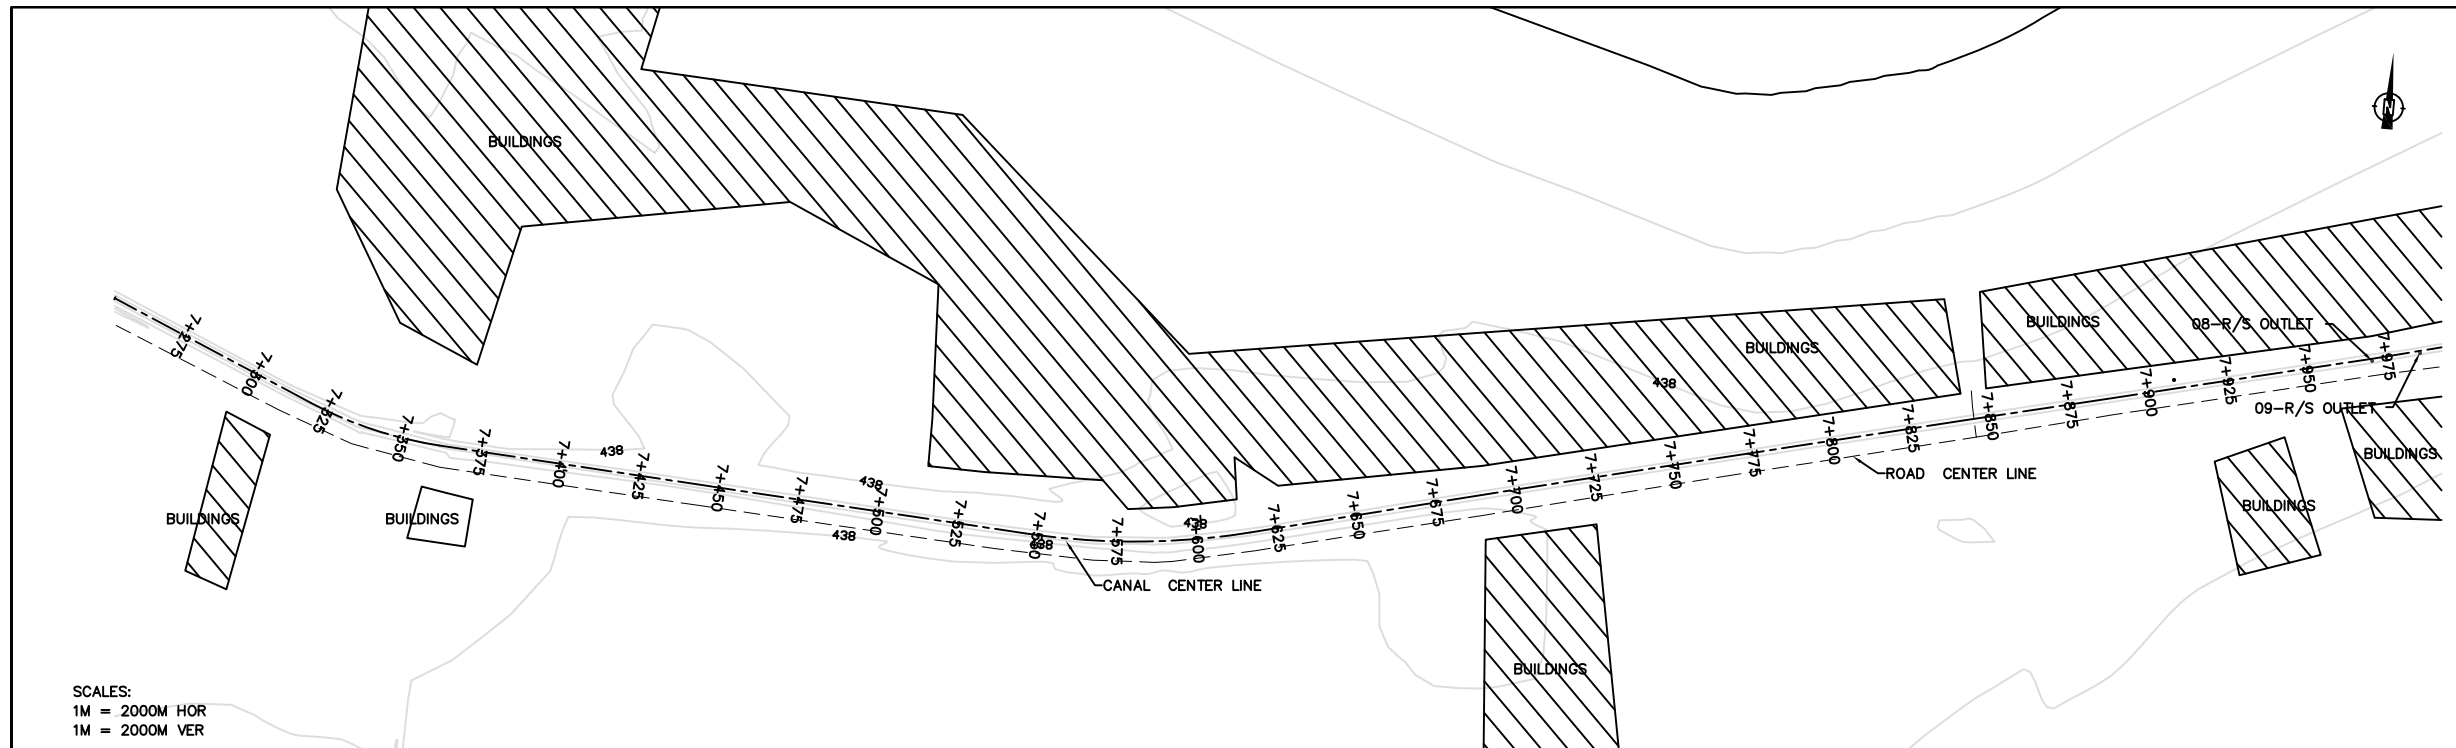 BUILDINGS
N
BUILDINGS
08-R/S OUTLET
BUILDINGS
438
09-R/S OUTLET
7+275
7+300
7+325
7+350
7+375
7+400
7+425
7+450
7+475
7+500
7+525
7+550
7+575
7+600
7+625
7+650
7+675
7+700
7+725
7+750
7+775
7+800
7+825
7+850
7+875
7+900
7+925
7+950
7+975
438
438
438
438
438
BUILDINGS
ROAD CENTER LINE
BUILDINGS
BUILDINGS
BUILDINGS
CANAL CENTER LINE
BUILDINGS
SCALES:
1M = 2000M HOR
1M = 2000M VER